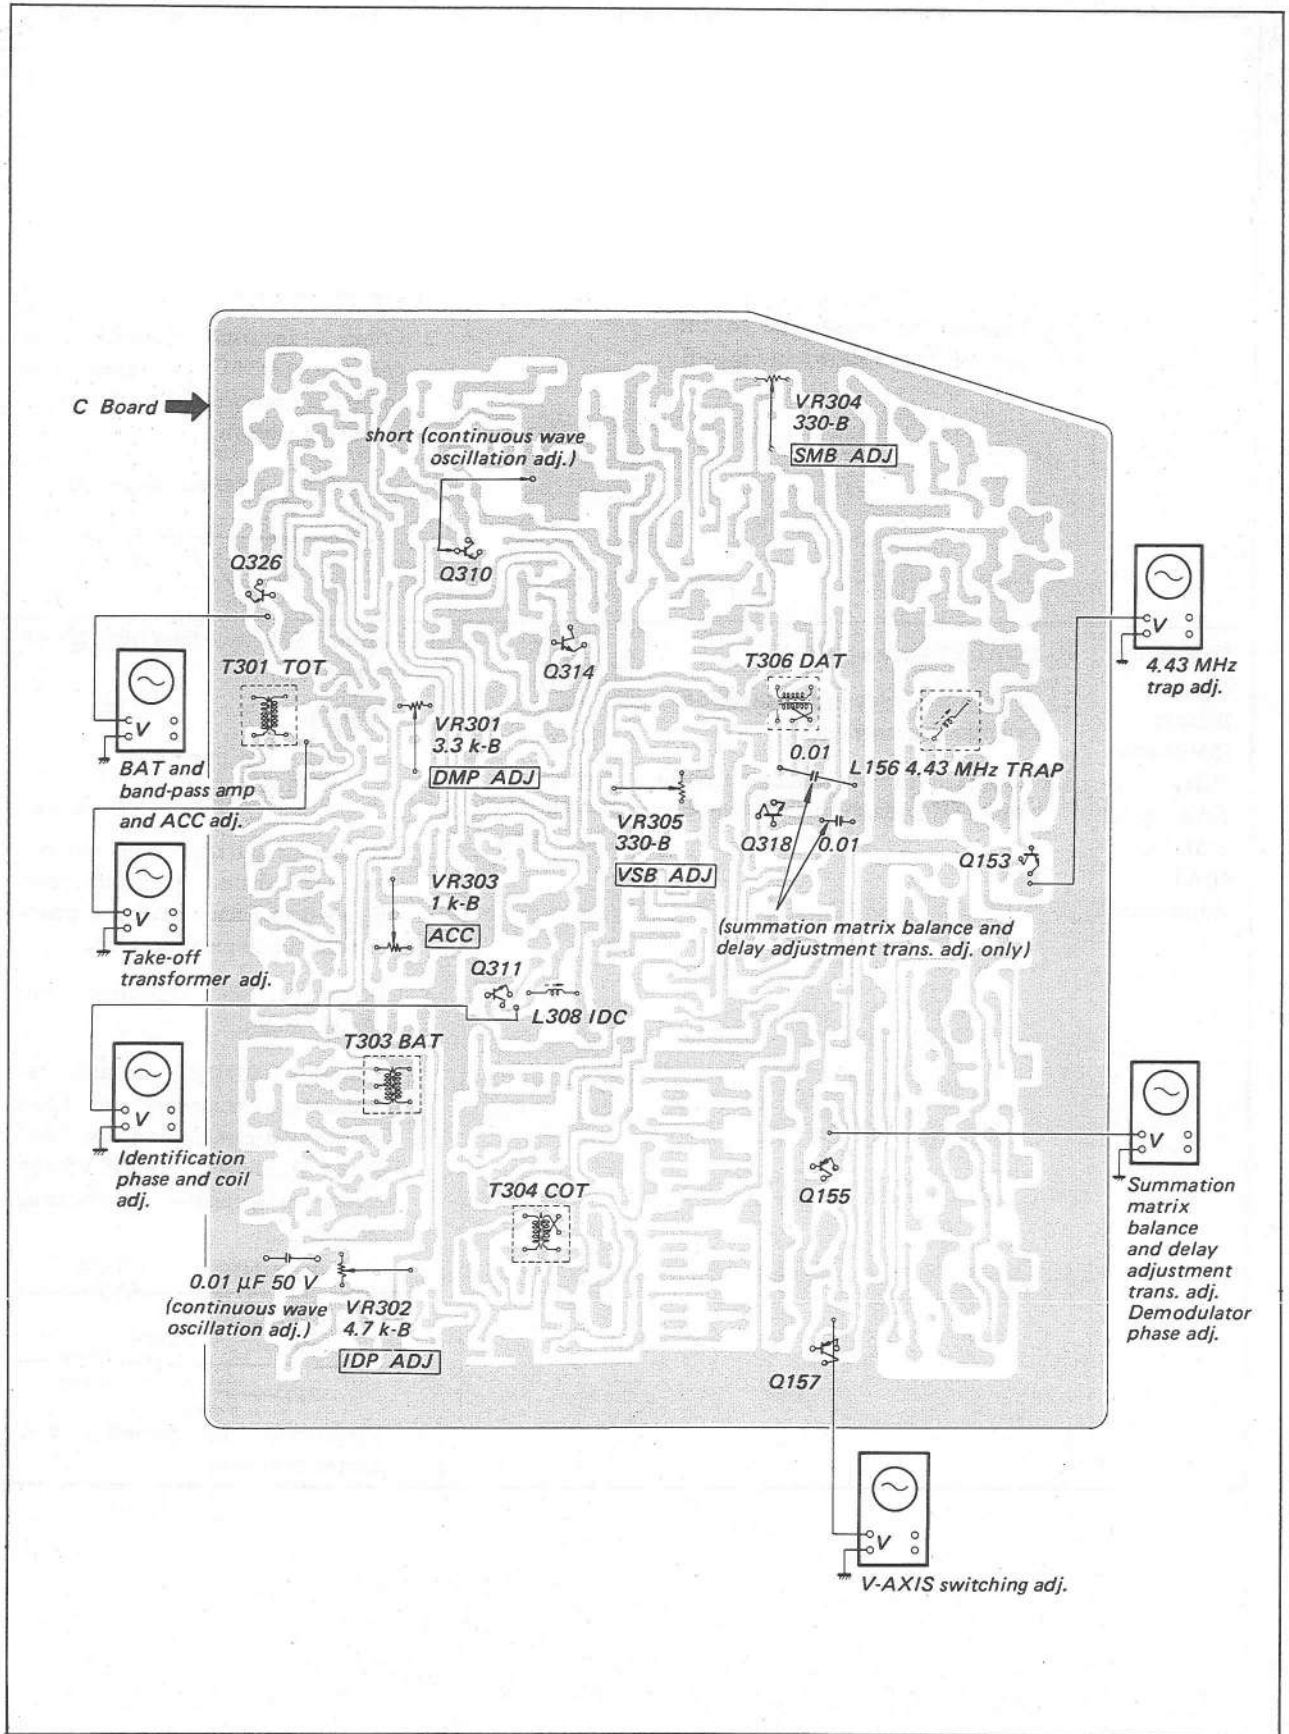 C Board
short (continuous wave
oscillation adj.)
VR304
330-B
SMB ADJ
Q326
Q310
Q314
T301 TOT
T306 DAT
V
4.43 MHz
trap adj.
V
BAT and
band-pass amp
and ACC adj.
VR301
3.3 k-B
DMP ADJ
0.01
L156 4.43 MHz TRAP
VR305
330-B
VSB ADJ
Q318
0.01
Q153
VR303
1 k-B
ACC
(summation matrix balance and
delay adjustment trans. adj. only)
V
Take-off
transformer adj.
Q311
L308 IDC
T303 BAT
V
Identification
phase and coil
adj.
V
Summation
matrix
balance
and delay
adjustment
trans. adj.
Demodulator
phase adj.
Q155
T304 COT
0.01 μF 50 V
(continuous wave
oscillation adj.)
VR302
4.7 k-B
IDP ADJ
Q157
V
V-AXIS switching adj.